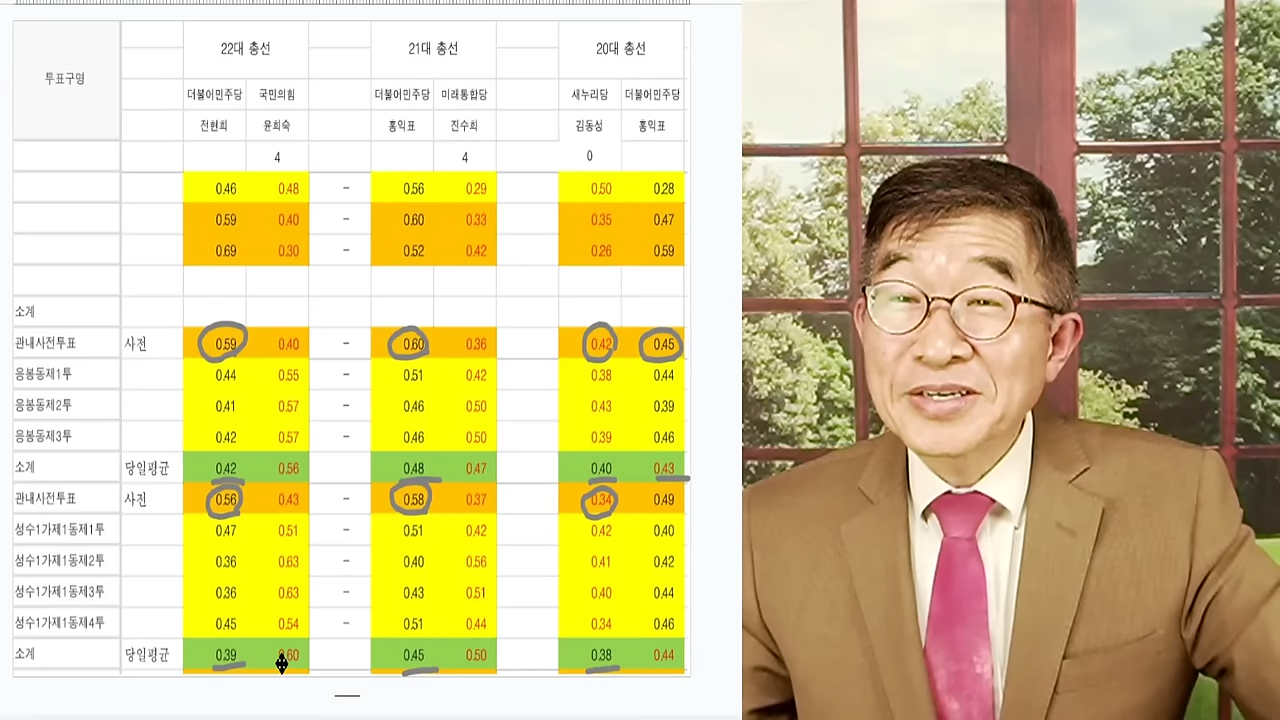 22대 총선 21대 총선 20대 총선
투표구명
더불어민주당 국민의힘 더불어민주당 미래통합당 새누리당 더불어민주당
전현희 윤희숙 홍익표 진수희 김동성 홍익표
4 4 0
0.46 0.48 – 0.56 0.29 0.50 0.28
0.59 0.40 – 0.60 0.33 0.35 0.47
0.69 0.30 – 0.52 0.42 0.26 0.59
소계
관내사전투표 사전 0.59 0.40 – 0.60 0.36 0.42 0.45
응봉동제1투 0.44 0.55 – 0.51 0.42 0.38 0.44
응봉동제2투 0.41 0.57 – 0.46 0.50 0.43 0.39
응봉동제3투 0.42 0.57 – 0.46 0.50 0.39 0.46
소계 당일평균 0.42 0.56 0.48 0.47 0.40 0.43
관내사전투표 사전 0.56 0.43 – 0.58 0.37 0.34 0.49
성수1가제1동제1투 0.47 0.51 – 0.51 0.42 0.42 0.40
성수1가제1동제2투 0.36 0.63 – 0.40 0.56 0.41 0.42
성수1가제1동제3투 0.36 0.63 – 0.43 0.51 0.40 0.44
성수1가제1동제4투 0.45 0.54 – 0.51 0.44 0.34 0.46
소계 당일평균 0.39 0.60 0.45 0.50 0.38 0.44